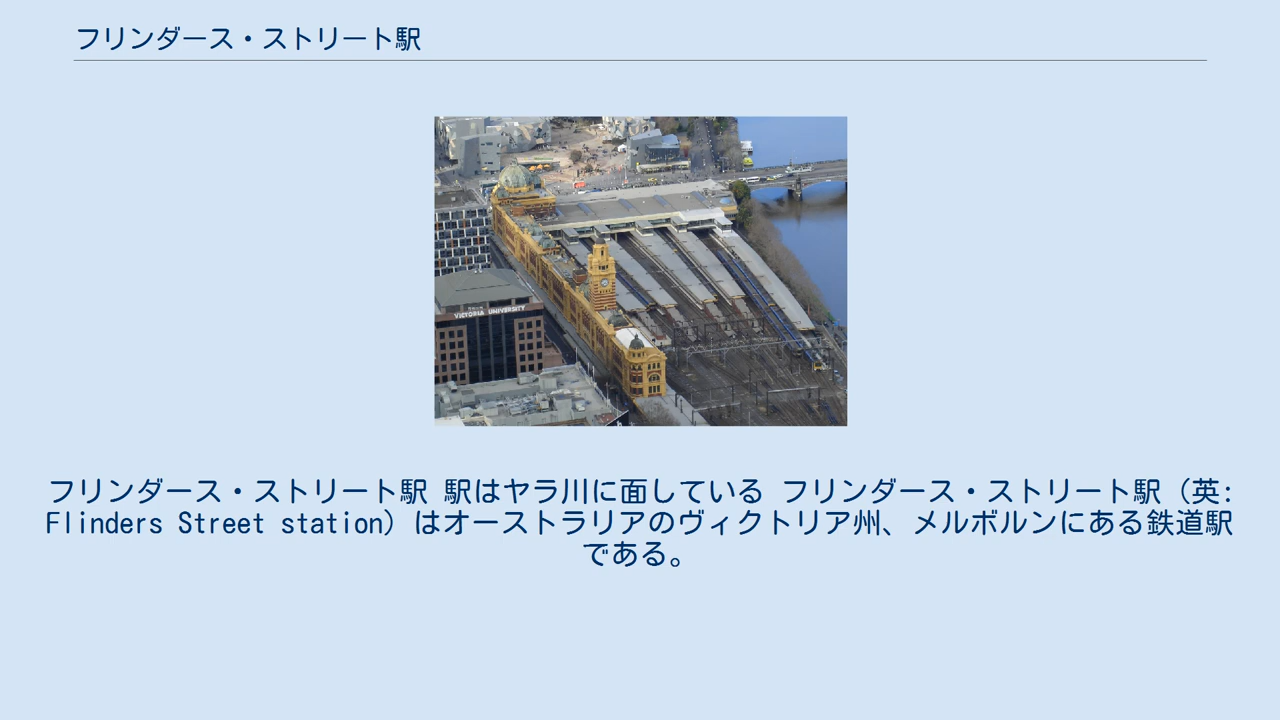 フリンダース・ストリート駅
VICTORIA UNIVERSITY
フリンダース・ストリート駅 駅はヤラ川に面している フリンダース・ストリート駅（英:
Flinders Street station）はオーストラリアのヴィクトリア州、メルボルンにある鉄道駅
である。